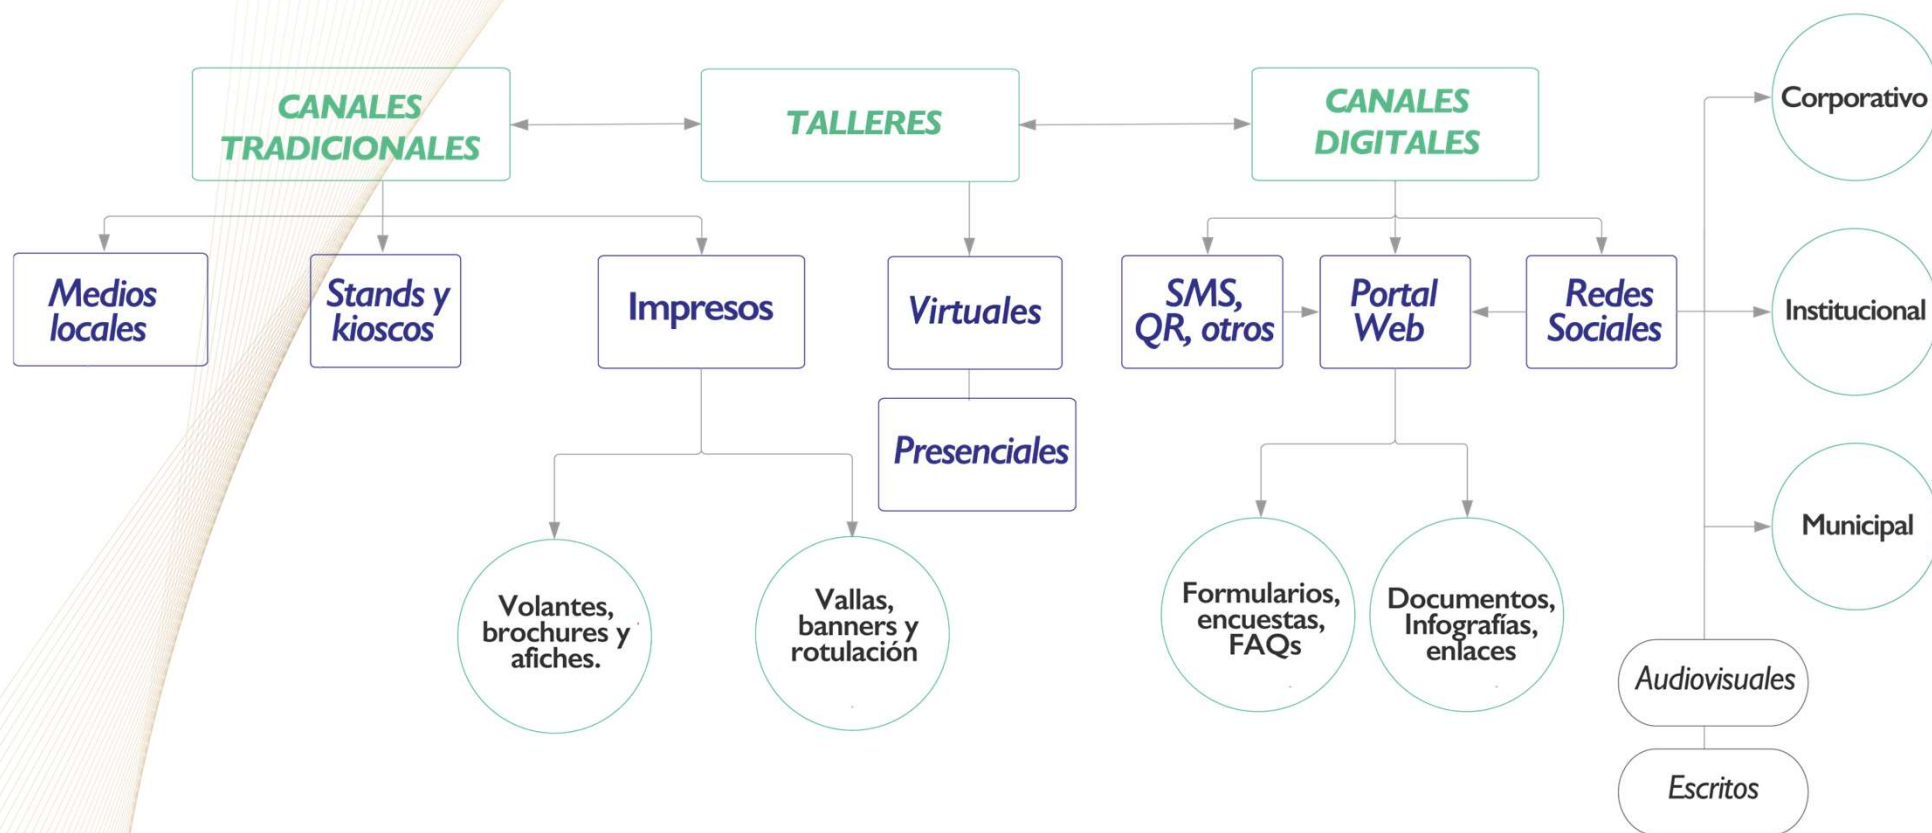 CANALES
TRADICIONALES
TALLERES
CANALES
DIGITALES
Corporativo
Medios
locales
Stands y
kioscos
Impresos
Virtuales
SMS,
QR, otros
Portal
Web
Redes
Sociales
Institucional
Presenciales
Municipal
Volantes,
brochures y
afiches.
Vallas,
banners y
rotulación
Formularios,
encuestas,
FAQs
Documentos,
Infografías,
enlaces
Audiovisuales
Escritos